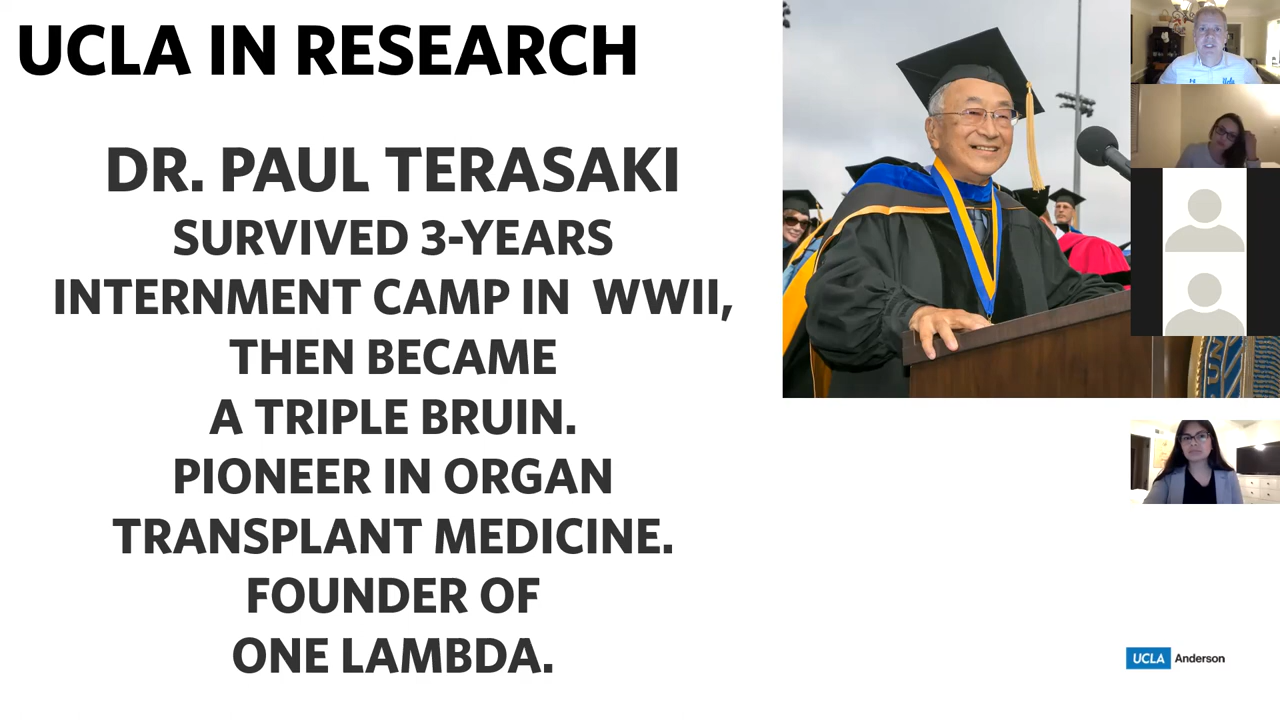 UCLA IN RESEARCH
DR. PAUL TERASAKI
SURVIVED 3-YEARS
INTERNMENT CAMP IN WWII,
THEN BECAME
A TRIPLE BRUIN.
PIONEER IN ORGAN
TRANSPLANT MEDICINE.
FOUNDER OF
ONE LAMBDA.
UCLA Anderson